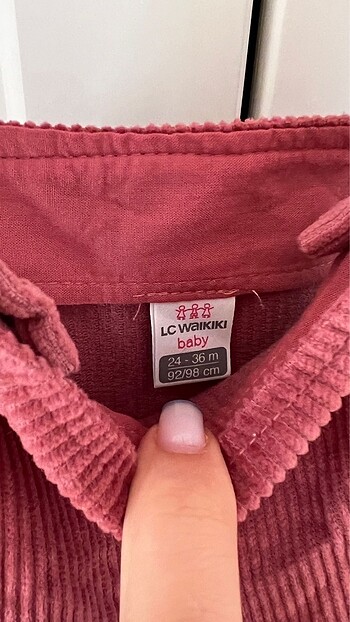 LC WAIKIKI
baby
24 - 36 m
92/98 cm